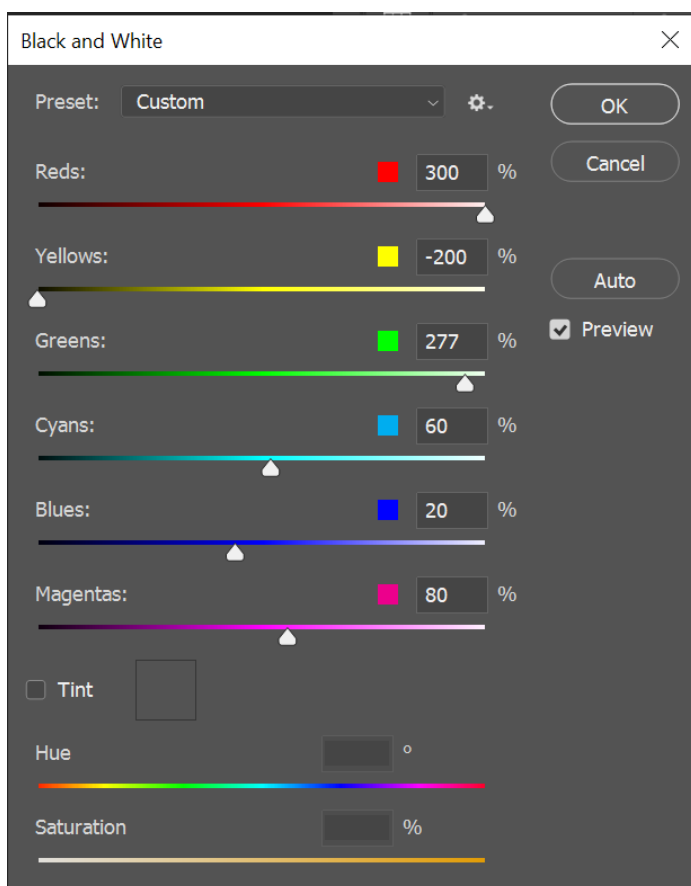 Black and White
Preset: Custom
OK
Cancel
Reds: 300 %
Yellows: -200 %
Auto
Preview
Greens: 277 %
Cyans: 60 %
Blues: 20 %
Magentas: 80 %
Tint
Hue °
Saturation %